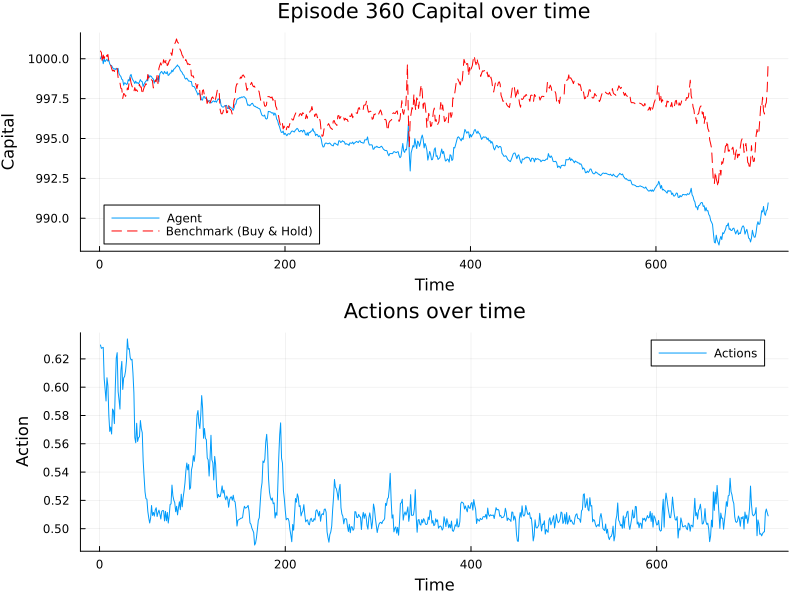 Episode 360 Capital over time
1000.0
997.5
995.0
992.5
990.0
Capital
Agent
Benchmark (Buy & Hold)
0 200 400 600
Time
Actions over time
0.62
0.60
0.58
0.56
0.54
0.52
0.50
Action
Actions
0 200 400 600
Time